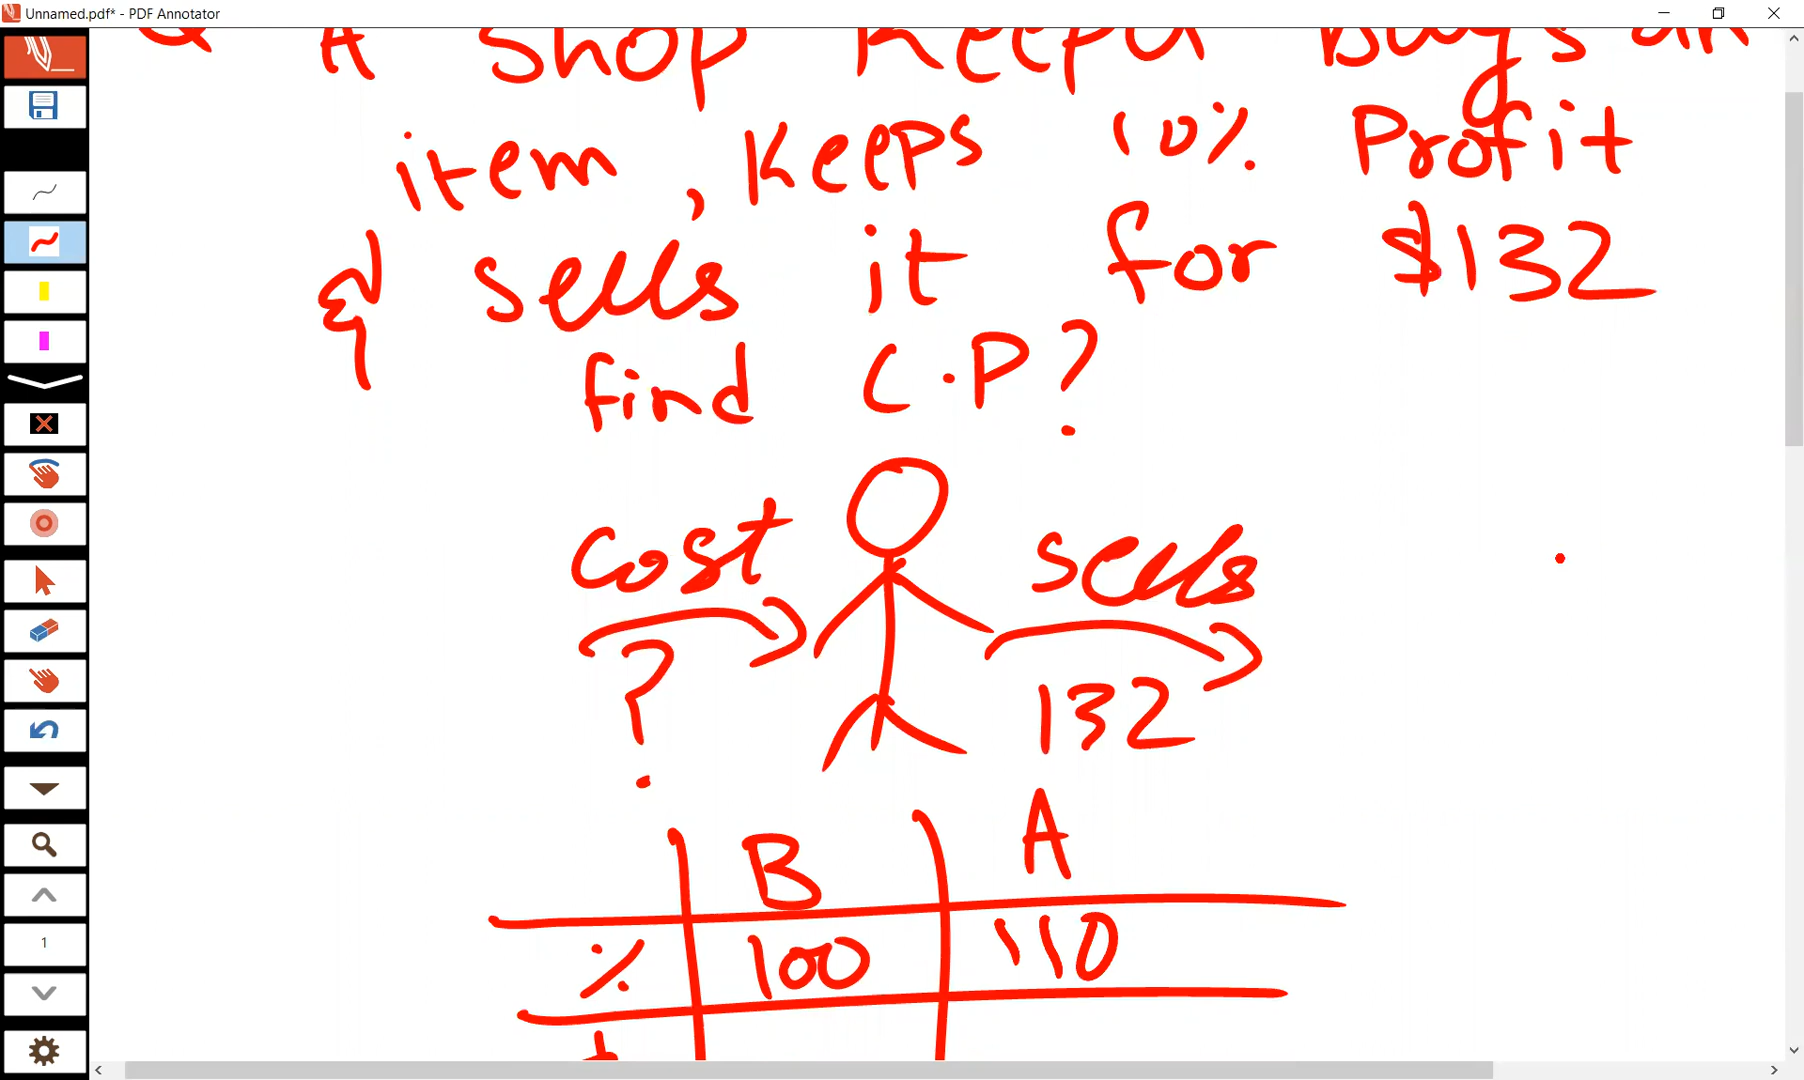 Unnamed.pdf* - PDF Annotator
Q A Shop Keeper Buys an
item, Keeps 10% Profit
& sells it for $132
find C.P?
cost sells
?
132
B A
% 100 110
1